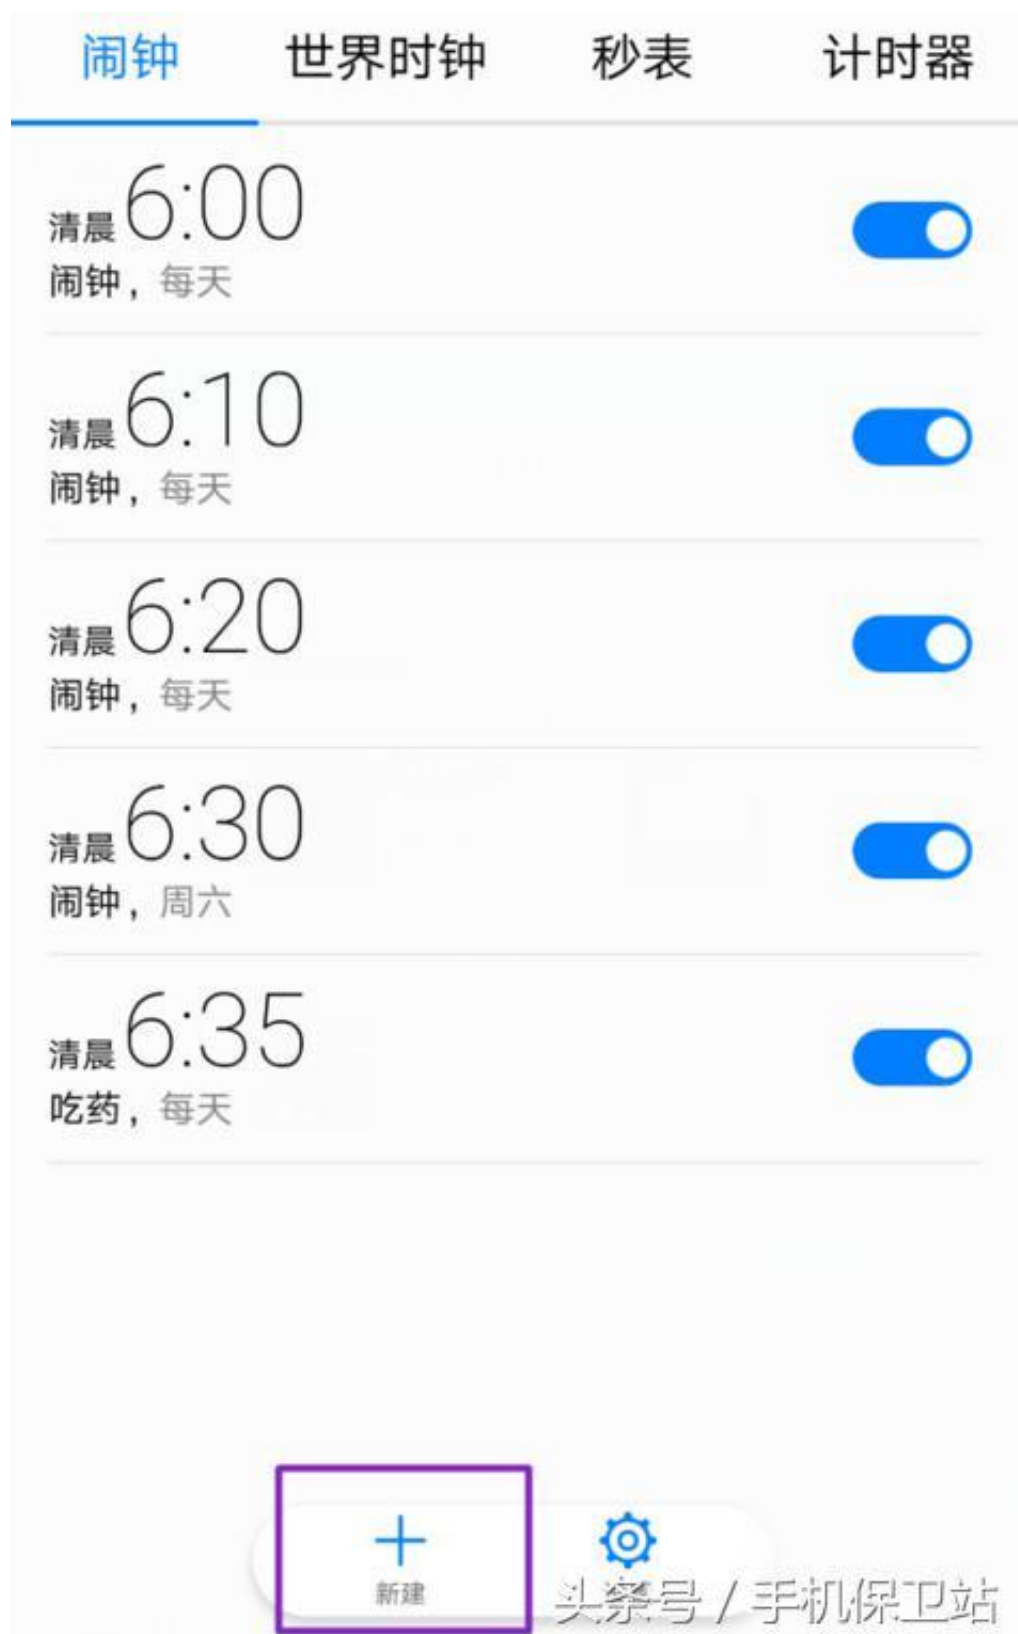 闹钟 世界时钟 秒表 计时器
清晨 6:00
闹钟，每天
清晨 6:10
闹钟，每天
清晨 6:20
闹钟，每天
清晨 6:30
闹钟，周六
清晨 6:35
吃药，每天
新建
头条号 / 手机保卫站